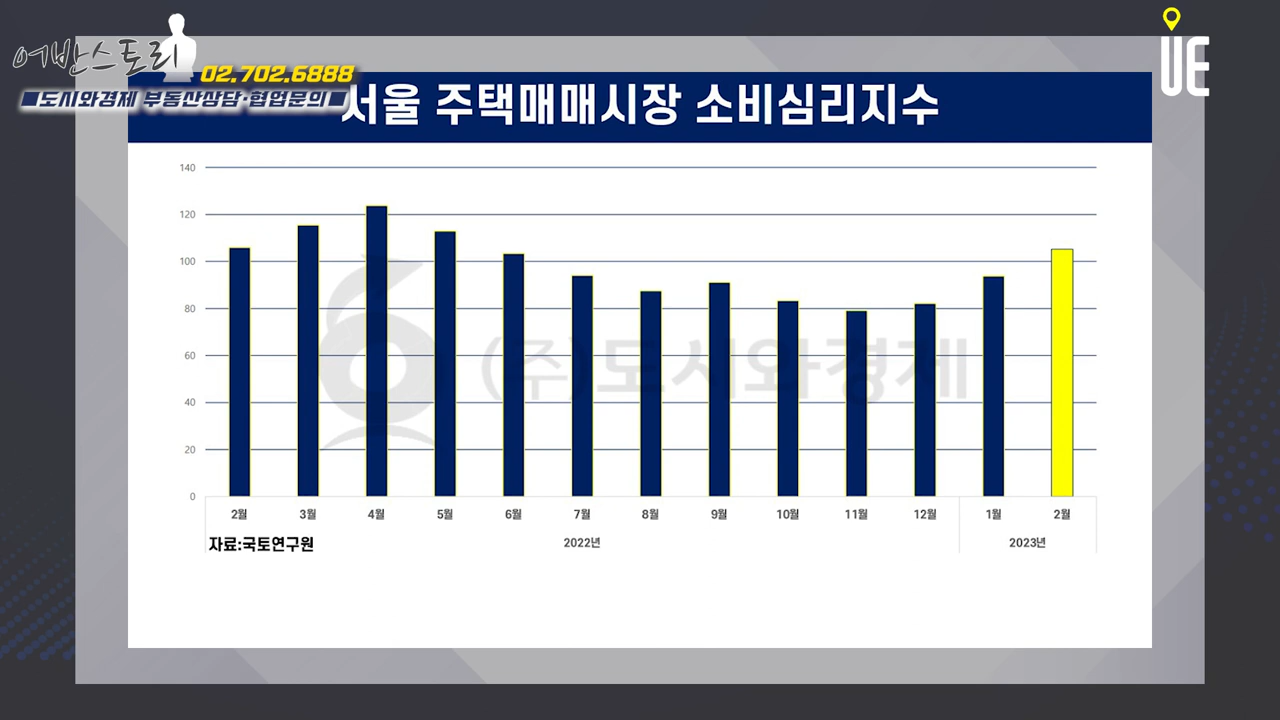 어반스토리
02.702.6888
도시와경제 부동산상담·협업문의
UE
서울 주택매매시장 소비심리지수
140
120
100
80
60
40
20
0
(주)도시와경제
2월 3월 4월 5월 6월 7월 8월 9월 10월 11월 12월 1월 2월
자료:국토연구원 2022년 2023년